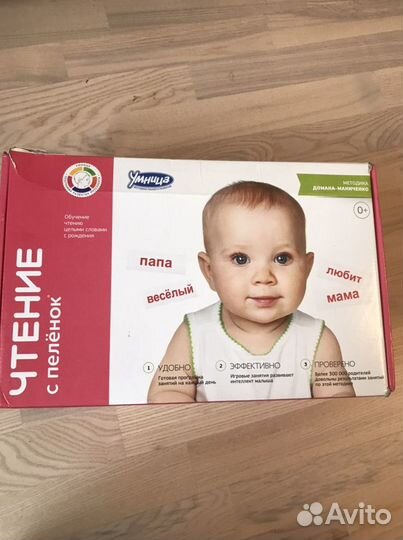 Умница
МЕТОДИКА
ДОМАНА-МАНИЧЕНКО
0+
Обучение
чтению
целыми словами
с рождения
ЧТЕНИЕ
с пелёнок
папа
весёлый
любит
мама
1 УДОБНО
Готовая программа
занятий на каждый день
2 ЭФФЕКТИВНО
Игровые занятия развивают
интеллект малыша
3 ПРОВЕРЕНО
Более 300 000 родителей
довольны результатами занятий
по этой методике
Avito